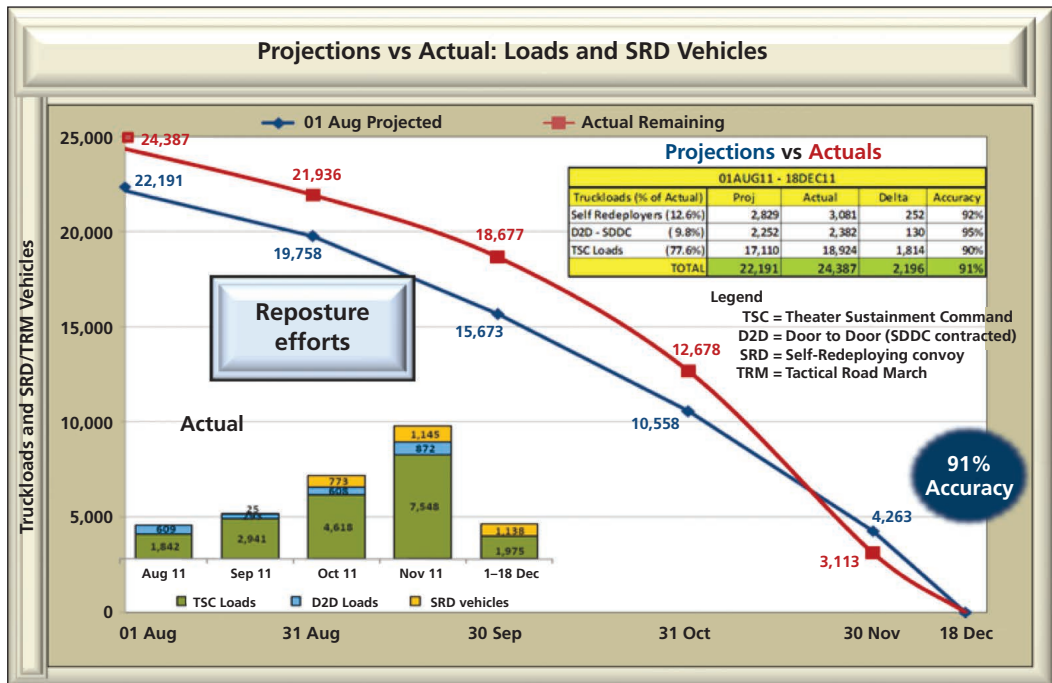 Projections vs Actual: Loads and SRD Vehicles
Truckloads and SRD/TRM Vehicles
01 Aug Projected
Actual Remaining
25,000
20,000
15,000
10,000
5,000
0
24,387
22,191
21,936
19,758
18,677
15,673
12,678
10,558
4,263
3,113
Projections vs Actuals
01AUG11 - 18DEC11
Truckloads (% of Actual) Proj Actual Delta Accuracy
Self Redeployers (12.6%) 2,829 3,081 252 92%
D2D - SDDC ( 9.8%) 2,252 2,382 130 95%
TSC Loads (77.6%) 17,110 18,924 1,814 90%
TOTAL 22,191 24,387 2,196 91%
Legend
TSC = Theater Sustainment Command
D2D = Door to Door (SDDC contracted)
SRD = Self-Redeploying convoy
TRM = Tactical Road March
Reposture
efforts
91%
Accuracy
Actual
609
1,842
25
2,941
773
608
4,618
1,145
872
7,548
1,138
1,975
Aug 11 Sep 11 Oct 11 Nov 11 1–18 Dec
TSC Loads D2D Loads SRD vehicles
01 Aug 31 Aug 30 Sep 31 Oct 30 Nov 18 Dec